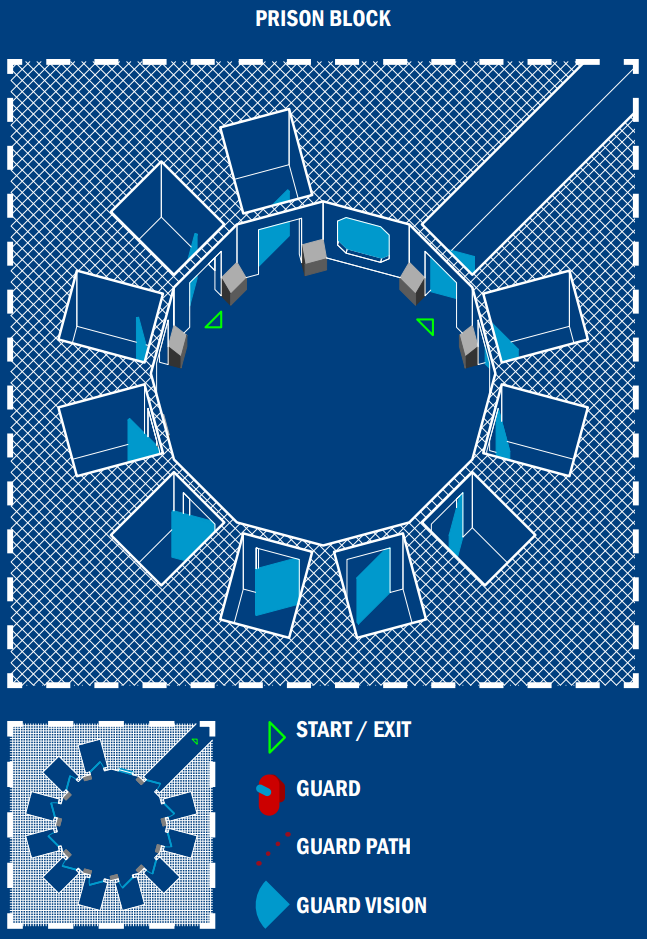 PRISON BLOCK
START / EXIT
GUARD
GUARD PATH
GUARD VISION